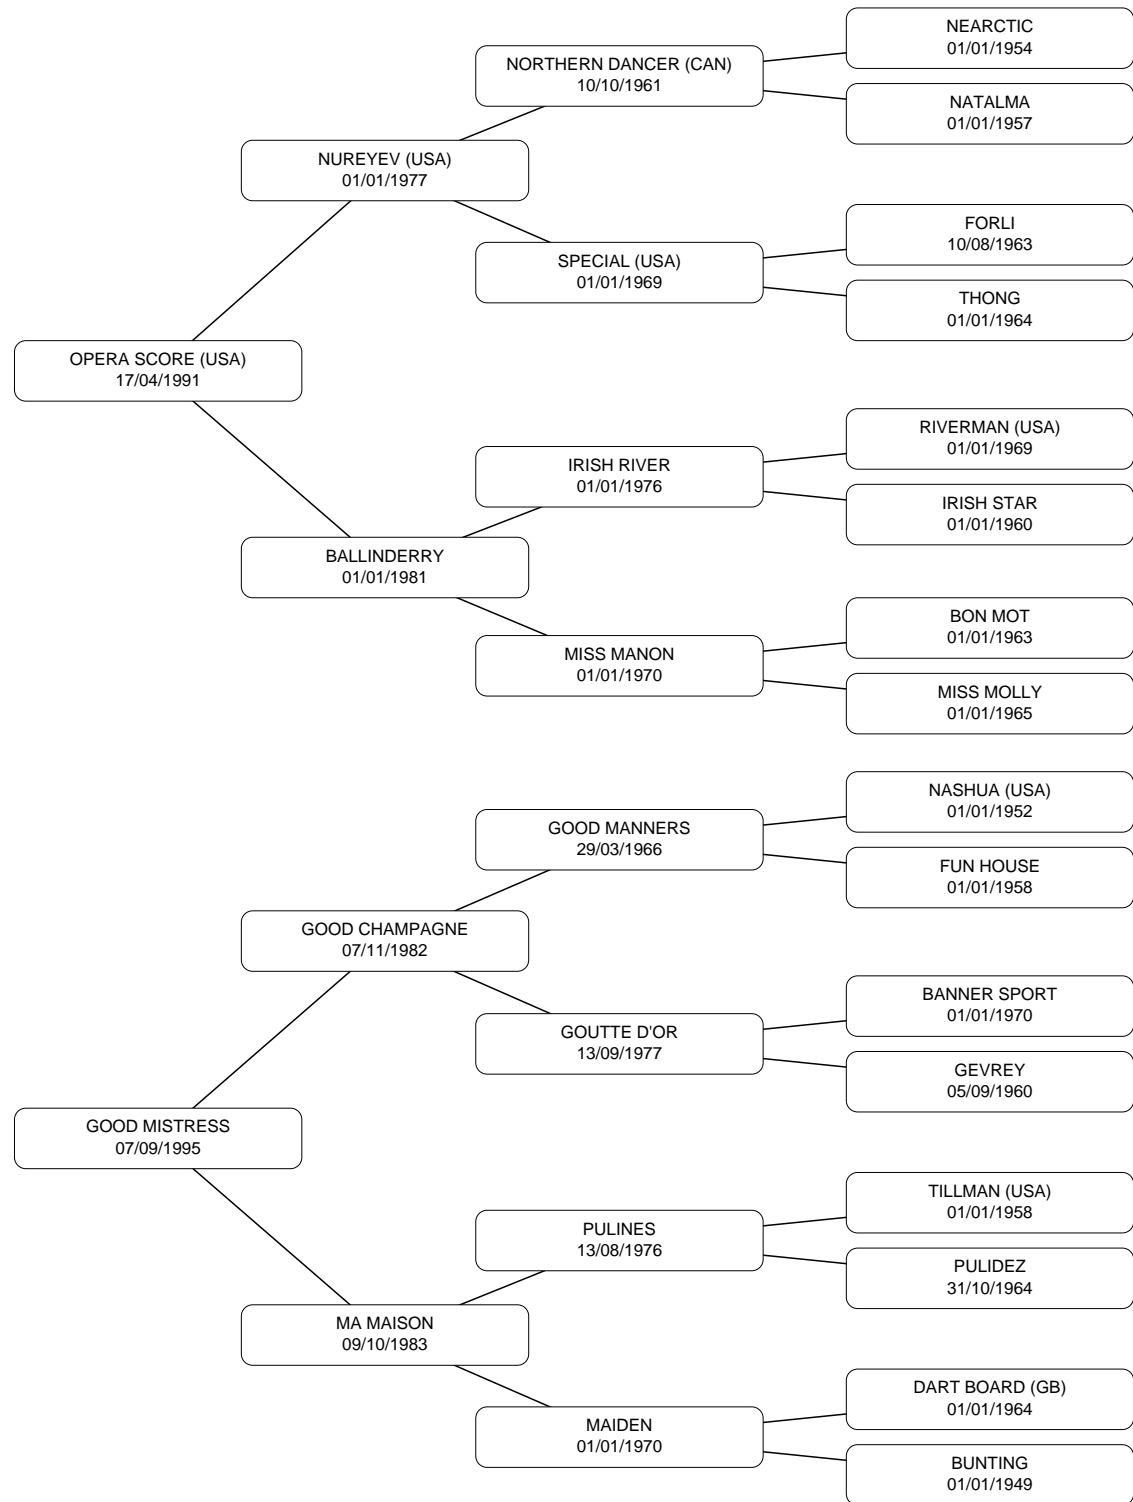 NEARCTIC
01/01/1954
NORTHERN DANCER (CAN)
10/10/1961
NATALMA
01/01/1957
NUREYEV (USA)
01/01/1977
FORLI
10/08/1963
SPECIAL (USA)
01/01/1969
THONG
01/01/1964
OPERA SCORE (USA)
17/04/1991
RIVERMAN (USA)
01/01/1969
IRISH RIVER
01/01/1976
IRISH STAR
01/01/1960
BALLINDERRY
01/01/1981
BON MOT
01/01/1963
MISS MANON
01/01/1970
MISS MOLLY
01/01/1965
NASHUA (USA)
01/01/1952
GOOD MANNERS
29/03/1966
FUN HOUSE
01/01/1958
GOOD CHAMPAGNE
07/11/1982
BANNER SPORT
01/01/1970
GOUTTE D'OR
13/09/1977
GEVREY
05/09/1960
GOOD MISTRESS
07/09/1995
TILLMAN (USA)
01/01/1958
PULINES
13/08/1976
PULIDEZ
31/10/1964
MA MAISON
09/10/1983
DART BOARD (GB)
01/01/1964
MAIDEN
01/01/1970
BUNTING
01/01/1949